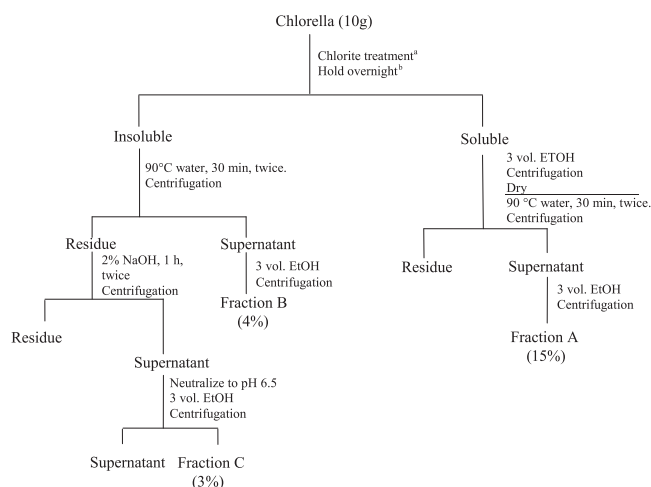 Chlorella (10g)
Chlorite treatmentᵃ
Hold overnightᵇ
Insoluble
90°C water, 30 min, twice.
Centrifugation
Residue
2% NaOH, 1 h,
twice
Centrifugation
Residue
Supernatant
Neutralize to pH 6.5
3 vol. EtOH
Centrifugation
Supernatant
Fraction C
(3%)
Supernatant
3 vol. EtOH
Centrifugation
Fraction B
(4%)
Soluble
3 vol. ETOH
Centrifugation
Dry
90 °C water, 30 min, twice.
Centrifugation
Residue
Supernatant
3 vol. EtOH
Centrifugation
Fraction A
(15%)